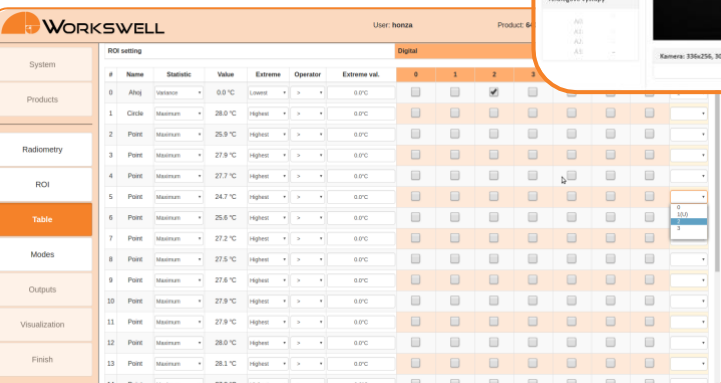 WORKSWELL
User: honza
Product:
A0:
A1:
A2:
A3:
Kamera: 336x256, 30
System
Products
Radiometry
ROI
Table
Modes
Outputs
Visualization
Finish
ROI setting
Digital
# Name Statistic Value Extreme Operator Extreme val. 0 1 2 3
0 Ahoj Variance 0.0 °C Lowest > 0.0°C
1 Circle Maximum 28.0 °C Highest > 0.0°C
2 Point Maximum 25.9 °C Highest > 0.0°C
3 Point Maximum 27.9 °C Highest > 0.0°C
4 Point Maximum 27.7 °C Highest > 0.0°C
5 Point Maximum 24.7 °C Highest > 0.0°C
0
1(U)
2
3
6 Point Maximum 25.6 °C Highest > 0.0°C
7 Point Maximum 27.2 °C Highest > 0.0°C
8 Point Maximum 27.5 °C Highest > 0.0°C
9 Point Maximum 27.6 °C Highest > 0.0°C
10 Point Maximum 27.9 °C Highest > 0.0°C
11 Point Maximum 27.9 °C Highest > 0.0°C
12 Point Maximum 28.0 °C Highest > 0.0°C
13 Point Maximum 28.1 °C Highest > 0.0°C